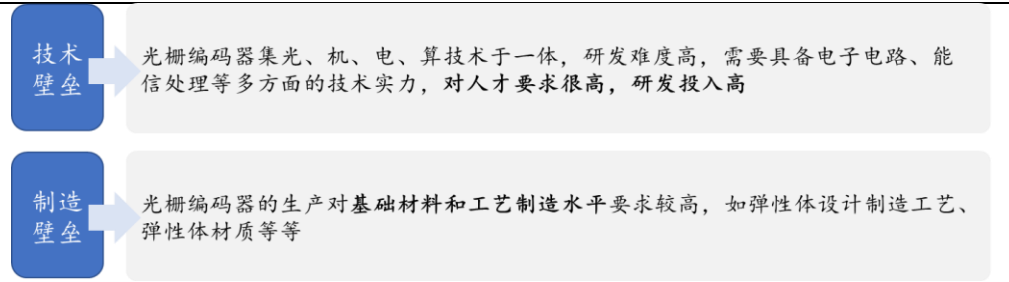 技术
壁垒
光栅编码器集光、机、电、算技术于一体，研发难度高，需要具备电子电路、能
信处理等多方面的技术实力，对人才要求很高，研发投入高
制造
壁垒
光栅编码器的生产对基础材料和工艺制造水平要求较高，如弹性体设计制造工艺、
弹性体材质等等